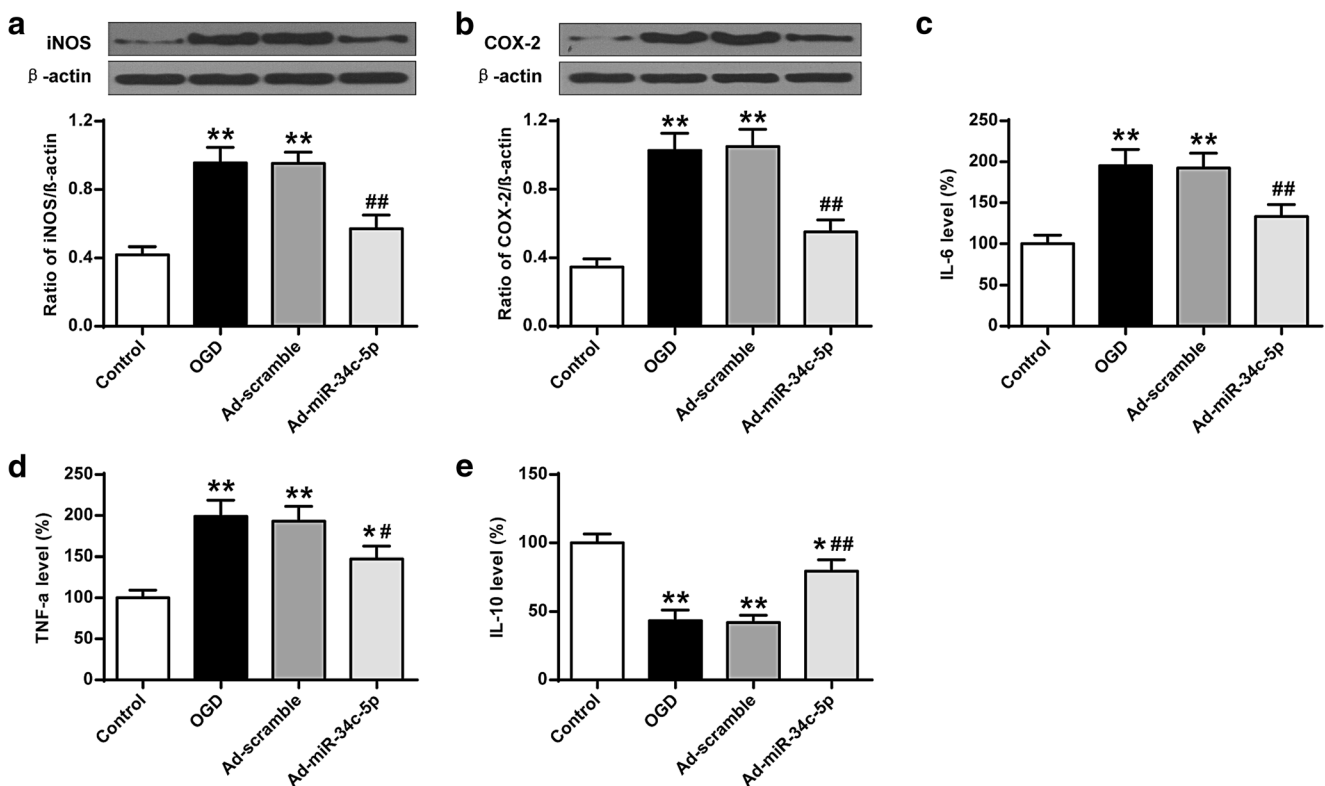 a
iNOS
β-actin
Ratio of iNOS/ß-actin
1.2
0.8
0.4
0.0
**
**
##
Control
OGD
Ad-scramble
Ad-miR-34c-5p
b
COX-2
β-actin
Ratio of COX-2/ß-actin
1.2
0.8
0.4
0.0
**
**
##
Control
OGD
Ad-scramble
Ad-miR-34c-5p
c
IL-6 level (%)
250
200
150
100
50
0
**
**
##
Control
OGD
Ad-scramble
Ad-miR-34c-5p
d
TNF-a level (%)
250
200
150
100
50
0
**
**
*#
Control
OGD
Ad-scramble
Ad-miR-34c-5p
e
IL-10 level (%)
150
100
50
0
**
**
*##
Control
OGD
Ad-scramble
Ad-miR-34c-5p